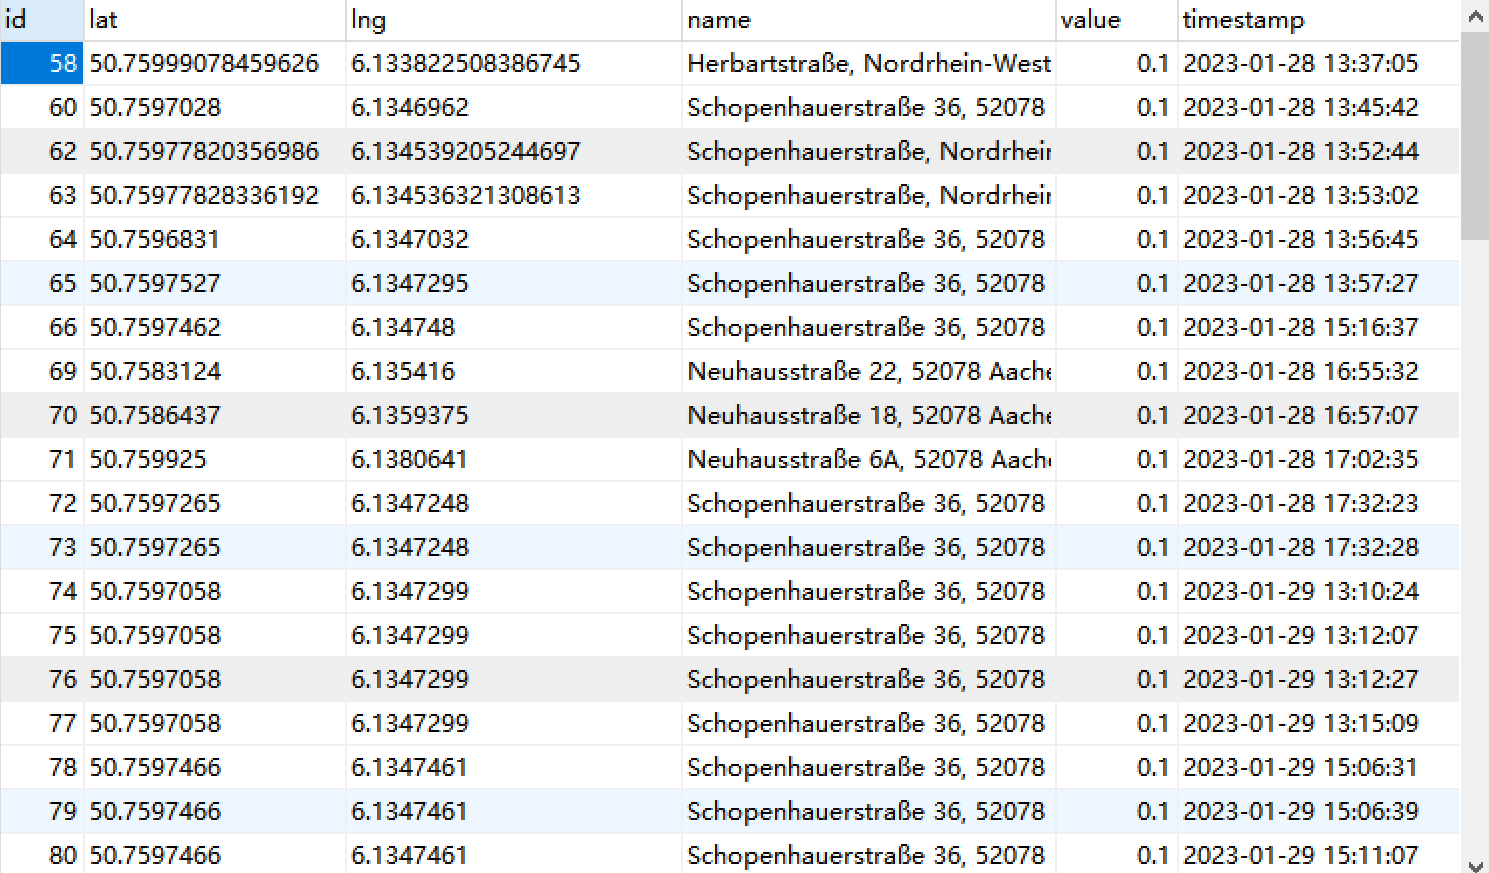 id lat lng name value timestamp
58 50.75999078459626 6.133822508386745 Herbartstraße, Nordrhein-West 0.1 2023-01-28 13:37:05
60 50.7597028 6.1346962 Schopenhauerstraße 36, 52078 0.1 2023-01-28 13:45:42
62 50.75977820356986 6.134539205244697 Schopenhauerstraße, Nordrhein 0.1 2023-01-28 13:52:44
63 50.75977828336192 6.134536321308613 Schopenhauerstraße, Nordrhein 0.1 2023-01-28 13:53:02
64 50.7596831 6.1347032 Schopenhauerstraße 36, 52078 0.1 2023-01-28 13:56:45
65 50.7597527 6.1347295 Schopenhauerstraße 36, 52078 0.1 2023-01-28 13:57:27
66 50.7597462 6.134748 Schopenhauerstraße 36, 52078 0.1 2023-01-28 15:16:37
69 50.7583124 6.135416 Neuhausstraße 22, 52078 Aache 0.1 2023-01-28 16:55:32
70 50.7586437 6.1359375 Neuhausstraße 18, 52078 Aache 0.1 2023-01-28 16:57:07
71 50.759925 6.1380641 Neuhausstraße 6A, 52078 Aache 0.1 2023-01-28 17:02:35
72 50.7597265 6.1347248 Schopenhauerstraße 36, 52078 0.1 2023-01-28 17:32:23
73 50.7597265 6.1347248 Schopenhauerstraße 36, 52078 0.1 2023-01-28 17:32:28
74 50.7597058 6.1347299 Schopenhauerstraße 36, 52078 0.1 2023-01-29 13:10:24
75 50.7597058 6.1347299 Schopenhauerstraße 36, 52078 0.1 2023-01-29 13:12:07
76 50.7597058 6.1347299 Schopenhauerstraße 36, 52078 0.1 2023-01-29 13:12:27
77 50.7597058 6.1347299 Schopenhauerstraße 36, 52078 0.1 2023-01-29 13:15:09
78 50.7597466 6.1347461 Schopenhauerstraße 36, 52078 0.1 2023-01-29 15:06:31
79 50.7597466 6.1347461 Schopenhauerstraße 36, 52078 0.1 2023-01-29 15:06:39
80 50.7597466 6.1347461 Schopenhauerstraße 36, 52078 0.1 2023-01-29 15:11:07